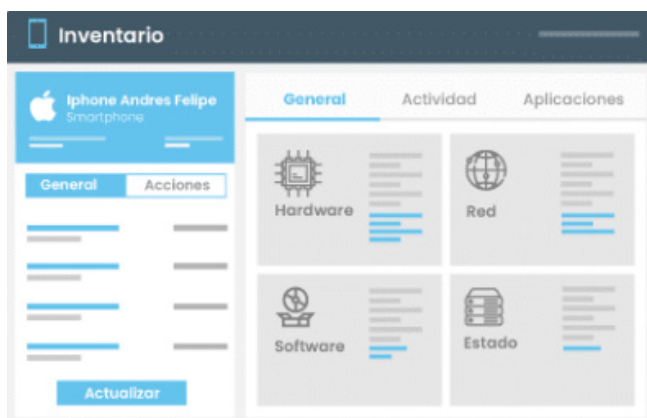 Inventario
Iphone Andres Felipe
Smartphone
General Acciones
Actualizar
General Actividad Aplicaciones
Hardware
Red
Software
Estado